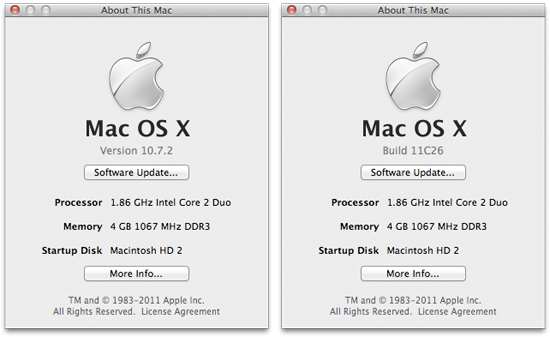 About This Mac
Mac OS X
Version 10.7.2
Software Update...
Processor 1.86 GHz Intel Core 2 Duo
Memory 4 GB 1067 MHz DDR3
Startup Disk Macintosh HD 2
More Info...
TM and © 1983-2011 Apple Inc.
All Rights Reserved. License Agreement
About This Mac
Mac OS X
Build 11C26
Software Update...
Processor 1.86 GHz Intel Core 2 Duo
Memory 4 GB 1067 MHz DDR3
Startup Disk Macintosh HD 2
More Info...
TM and © 1983-2011 Apple Inc.
All Rights Reserved. License Agreement